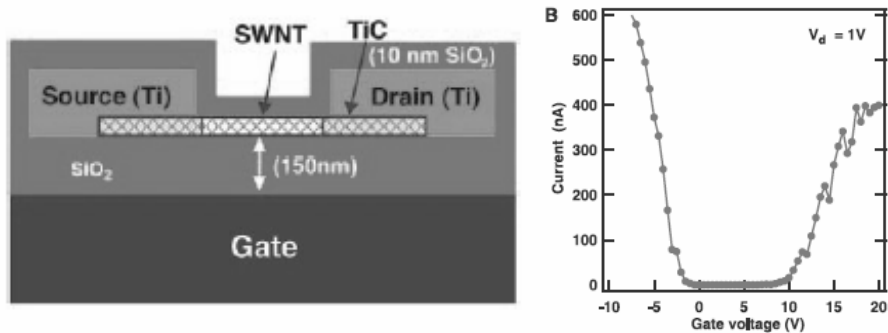 SWNT
TiC
(10 nm SiO₂)
Source (Ti)
Drain (Ti)
SiO₂
(150nm)
Gate
B
V_d = 1V
Current (nA)
600
500
400
300
200
100
0
-10
-5
0
5
10
15
20
Gate voltage (V)